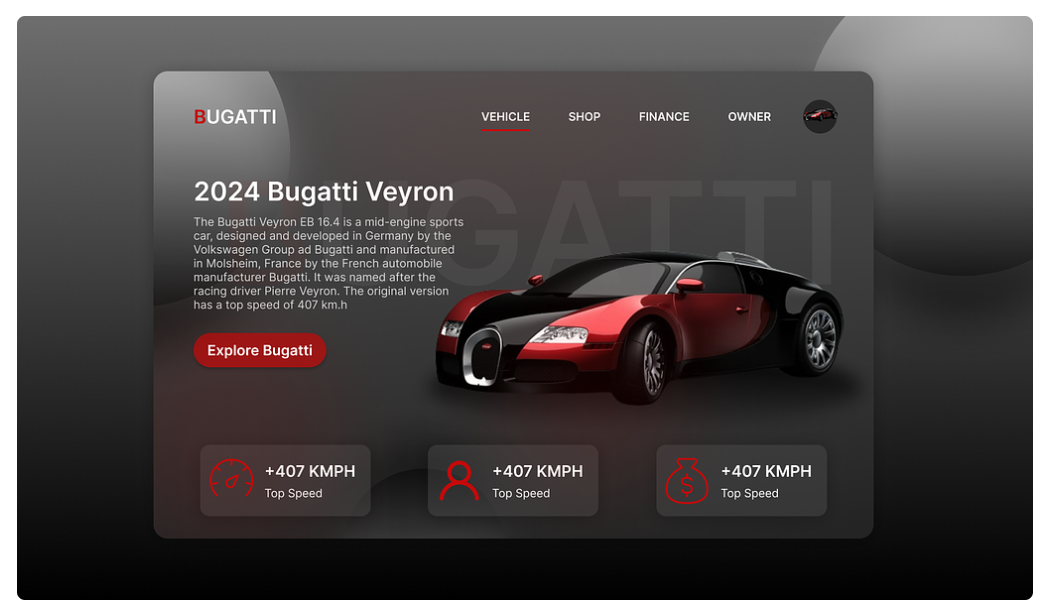 BUGATTI
VEHICLE SHOP FINANCE OWNER
BUGATTI
2024 Bugatti Veyron
The Bugatti Veyron EB 16.4 is a mid-engine sports
car, designed and developed in Germany by the
Volkswagen Group ad Bugatti and manufactured
in Molsheim, France by the French automobile
manufacturer Bugatti. It was named after the
racing driver Pierre Veyron. The original version
has a top speed of 407 km.h
Explore Bugatti
+407 KMPH +407 KMPH +407 KMPH
Top Speed Top Speed Top Speed